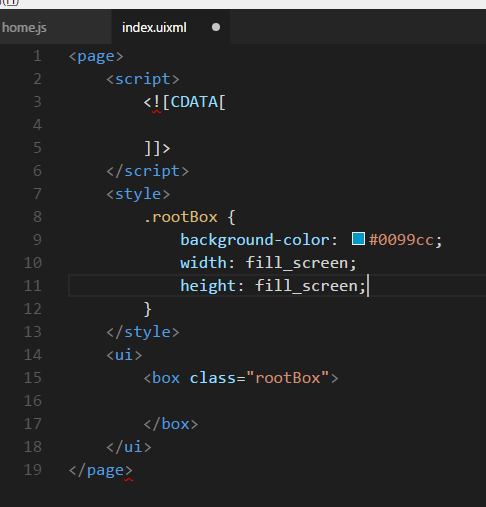 home.js index.uixml
1 <page>
2 <script>
3 <![CDATA[
4
5 ]]>
6 </script>
7 <style>
8 .rootBox {
9 background-color: #0099cc;
10 width: fill_screen;
11 height: fill_screen;
12 }
13 </style>
14 <ui>
15 <box class="rootBox">
16
17 </box>
18 </ui>
19 </page>